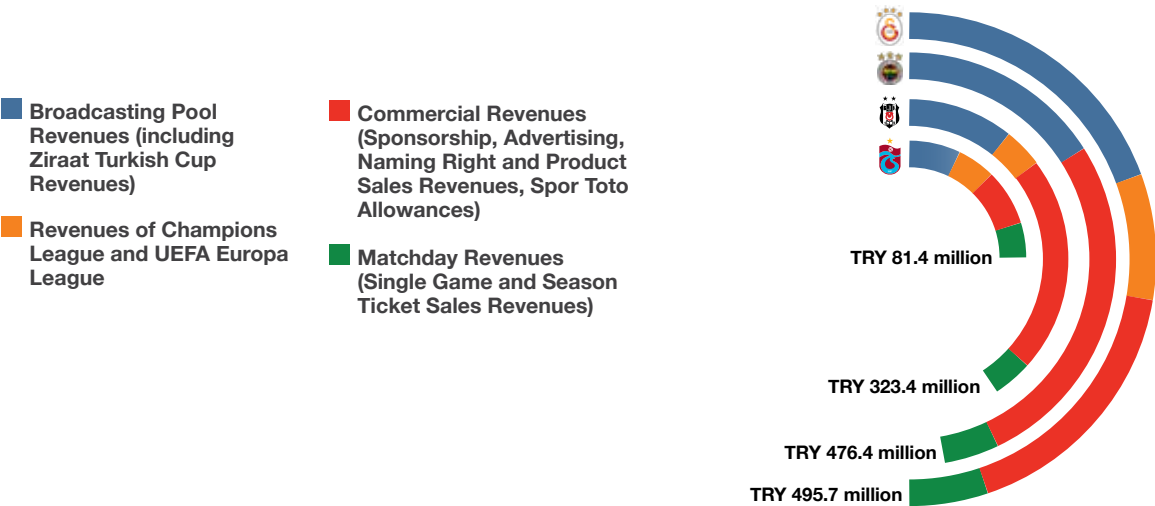 Broadcasting Pool
Revenues (including
Ziraat Turkish Cup
Revenues)
Revenues of Champions
League and UEFA Europa
League
Commercial Revenues
(Sponsorship, Advertising,
Naming Right and Product
Sales Revenues, Spor Toto
Allowances)
Matchday Revenues
(Single Game and Season
Ticket Sales Revenues)
TRY 81.4 million
TRY 323.4 million
TRY 476.4 million
TRY 495.7 million